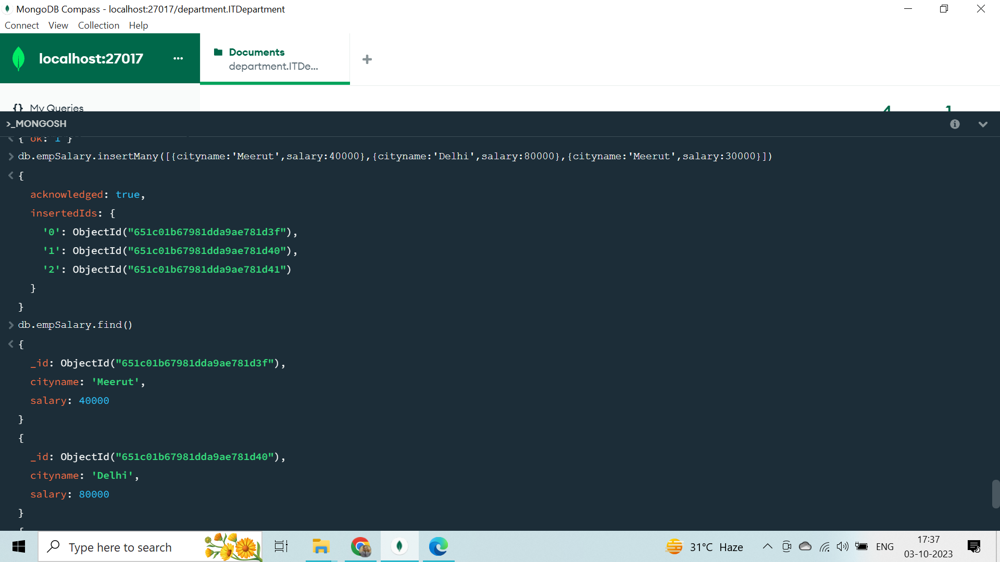 MongoDB Compass - localhost:27017/department.ITDepartment
Connect View Collection Help
localhost:27017 ...
Documents
department.ITDe...
+
{} My Queries
4 1
>_MONGOSH
{ ok: 1 }
db.empSalary.insertMany([{cityname:'Meerut',salary:40000},{cityname:'Delhi',salary:80000},{cityname:'Meerut',salary:30000}])
{
acknowledged: true,
insertedIds: {
'0': ObjectId("651c01b67981dda9ae781d3f"),
'1': ObjectId("651c01b67981dda9ae781d40"),
'2': ObjectId("651c01b67981dda9ae781d41")
}
}
db.empSalary.find()
{
_id: ObjectId("651c01b67981dda9ae781d3f"),
cityname: 'Meerut',
salary: 40000
}
{
_id: ObjectId("651c01b67981dda9ae781d40"),
cityname: 'Delhi',
salary: 80000
}
{
Type here to search
31°C Haze
ENG
17:37
03-10-2023